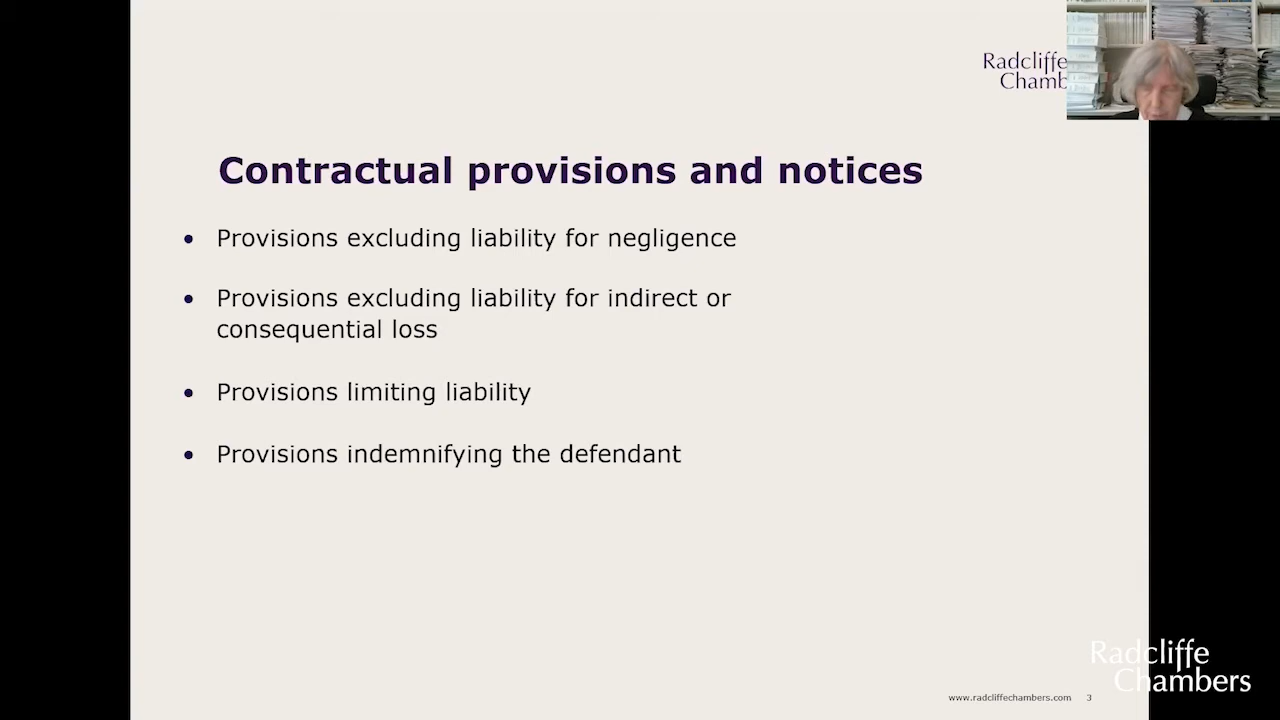 Radcliffe
Chamb
Contractual provisions and notices
• Provisions excluding liability for negligence
• Provisions excluding liability for indirect or
consequential loss
• Provisions limiting liability
• Provisions indemnifying the defendant
www.radcliffechambers.com 3
Radcliffe
Chambers